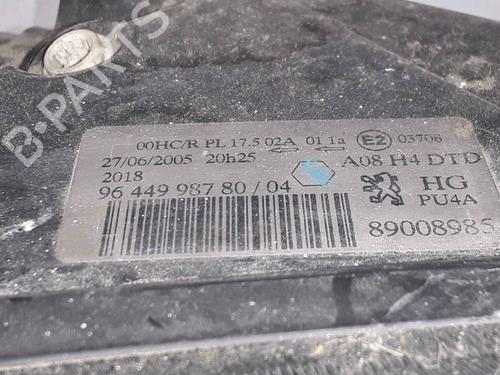 B-PARTS
00HC/R PL 17.5 02A 01 1a E2 03708
27/06/2005 20h25 A08 H4 DTD
2018
96 449 987 80/04 HG
PU4A
89008985